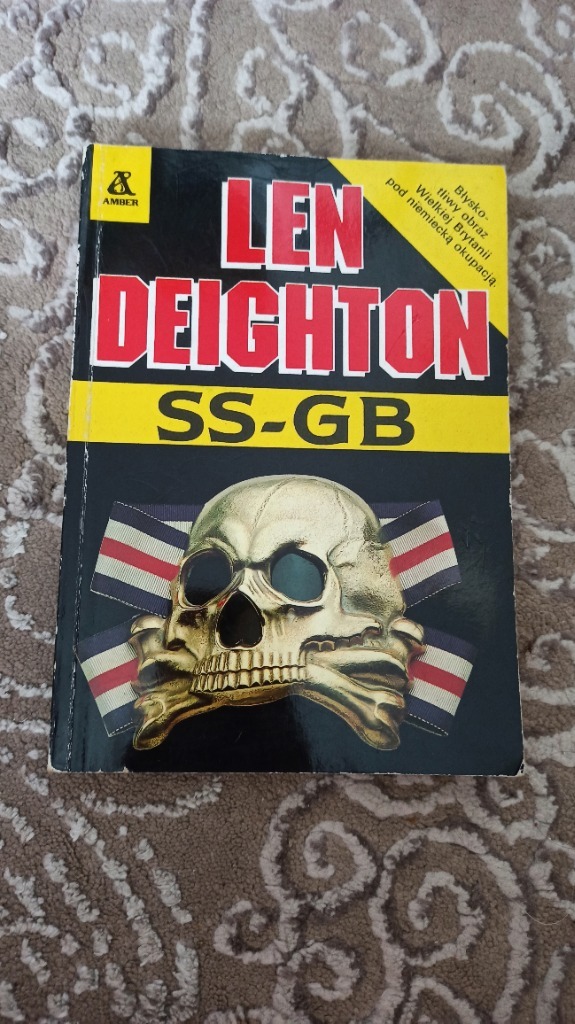 AMBER
LEN
DEIGHTON
Błysko-
tliwy obraz
Wielkiej Brytanii
pod niemiecką okupacją.
SS-GB